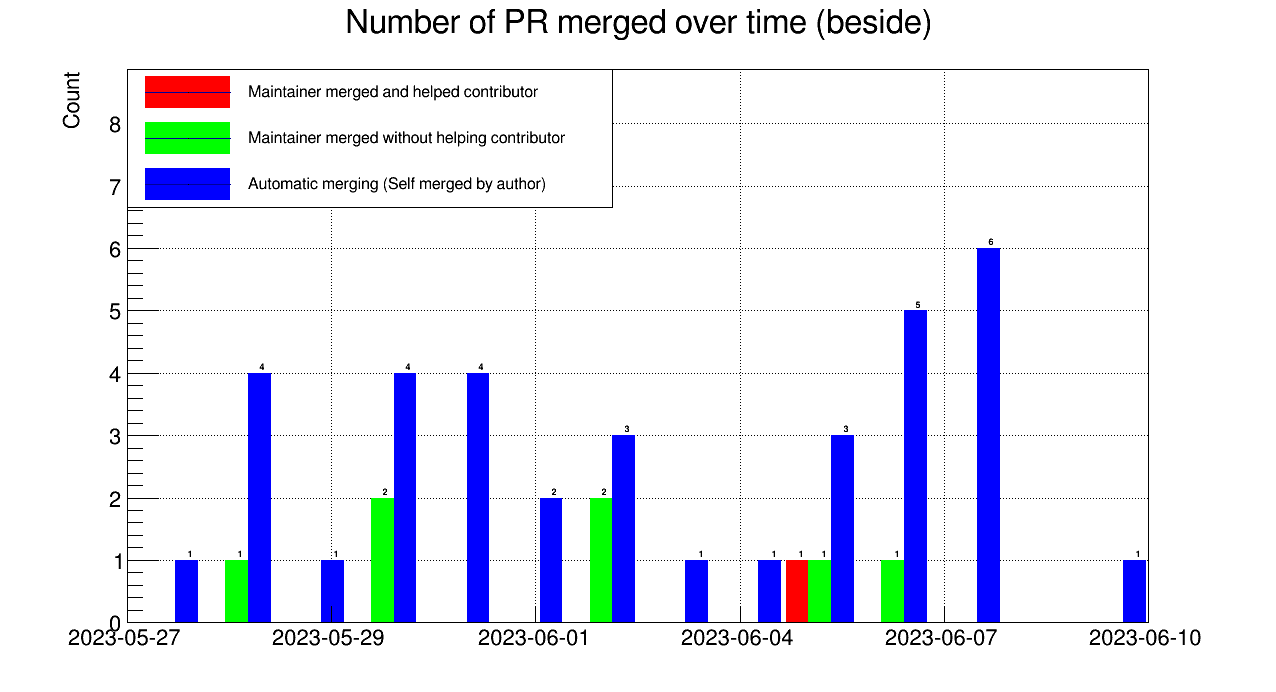 Number of PR merged over time (beside)
Count
Maintainer merged and helped contributor
Maintainer merged without helping contributor
Automatic merging (Self merged by author)
8
7
6
5
4
3
2
1
0
1 1 4 1 2 4 4 2 2 3 1 1 1 1 3 1 5 6 1
2023-05-27 2023-05-29 2023-06-01 2023-06-04 2023-06-07 2023-06-10